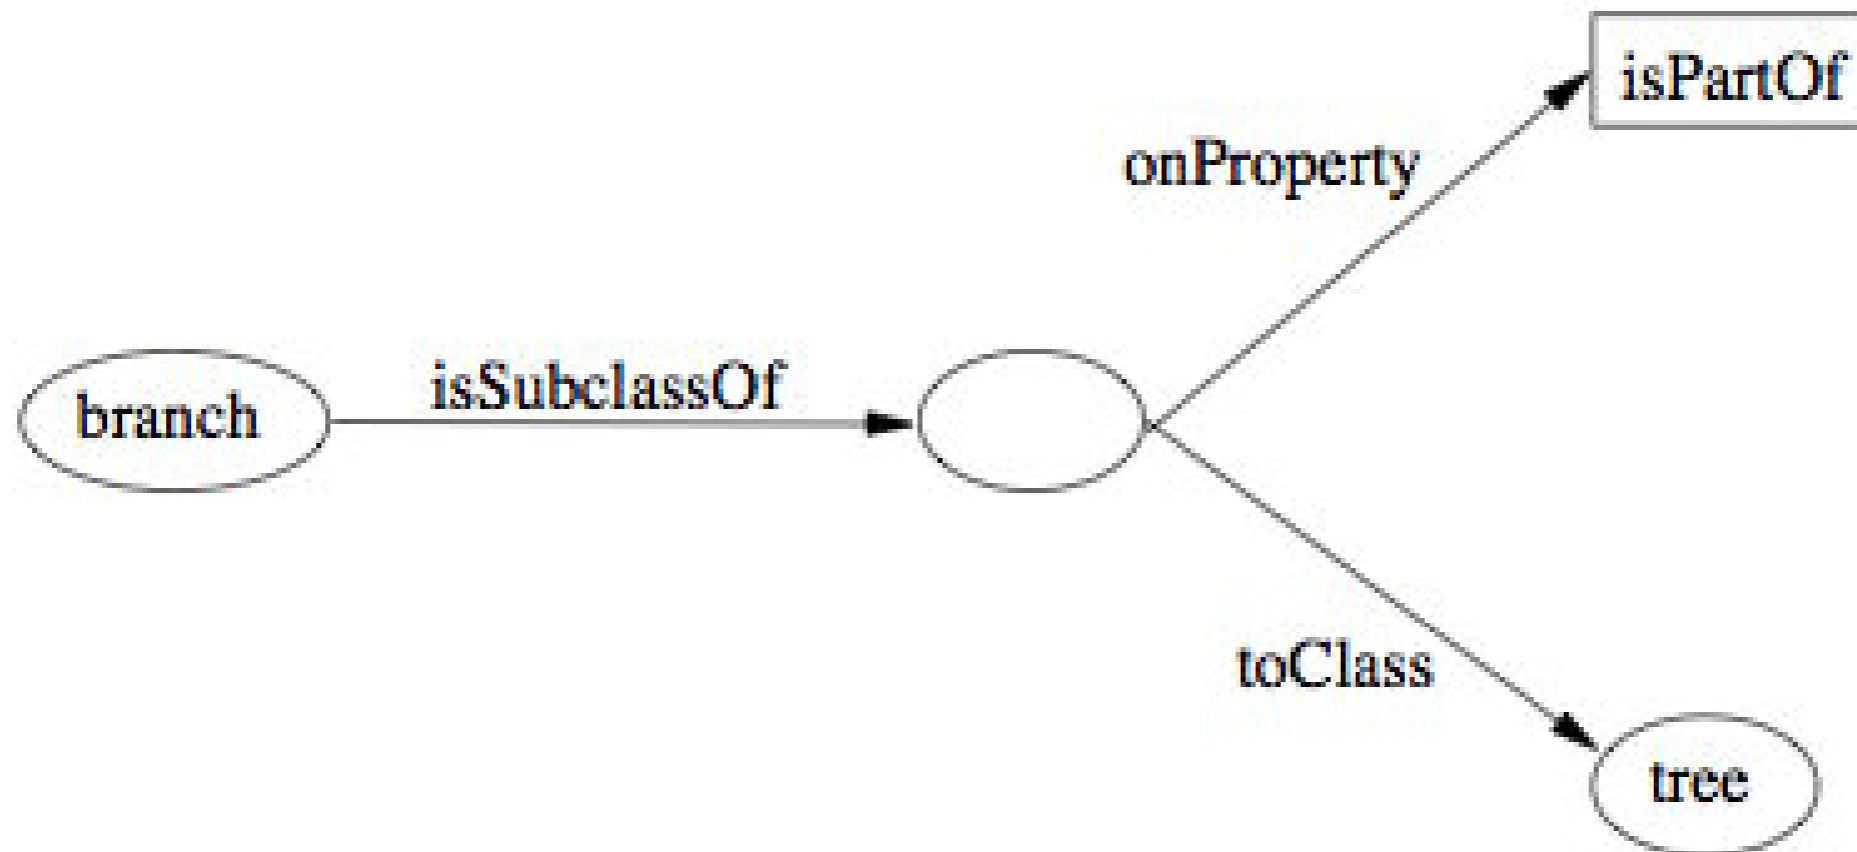 isPartOf
onProperty
isSubclassOf
branch
toClass
tree